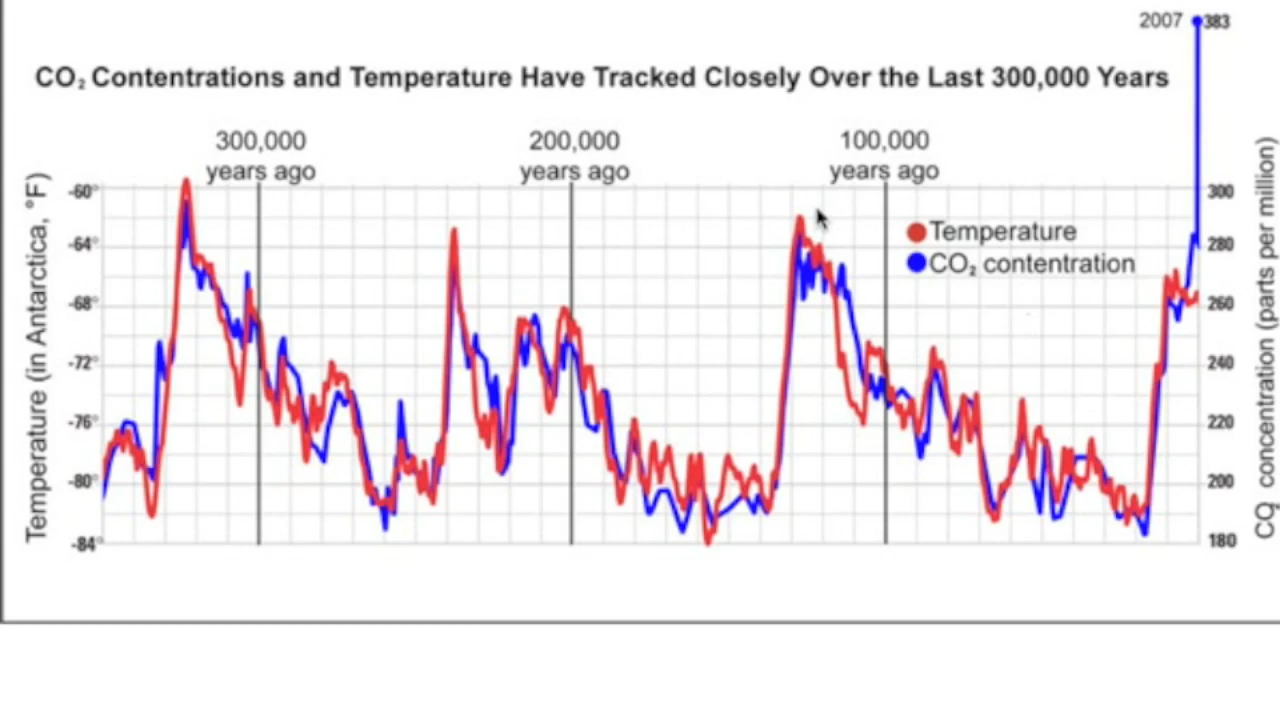 2007 383
CO₂ Contentrations and Temperature Have Tracked Closely Over the Last 300,000 Years
300,000
years ago
200,000
years ago
100,000
years ago
Temperature (in Antarctica, °F)
-60°
-64°
-68°
-72°
-76°
-80°
-84°
Temperature
CO₂ contentration
300
280
260
240
220
200
180
CO₂ concentration (parts per million)